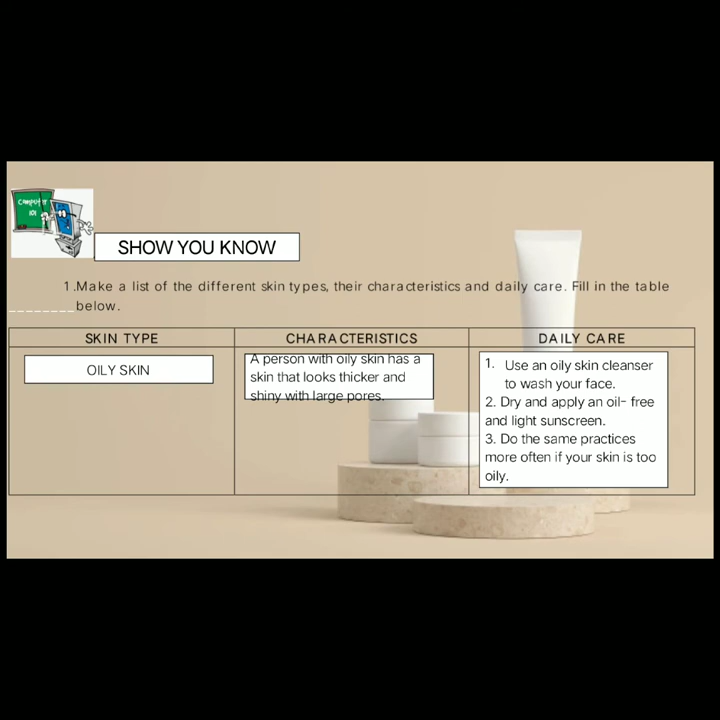 COMPUTER
101
SHOW YOU KNOW
1.Make a list of the different skin types, their characteristics and daily care. Fill in the table
________below.
SKIN TYPE
CHARACTERISTICS
DAILY CARE
OILY SKIN
A person with oily skin has a
skin that looks thicker and
shiny with large pores.
1. Use an oily skin cleanser
to wash your face.
2. Dry and apply an oil- free
and light sunscreen.
3. Do the same practices
more often if your skin is too
oily.